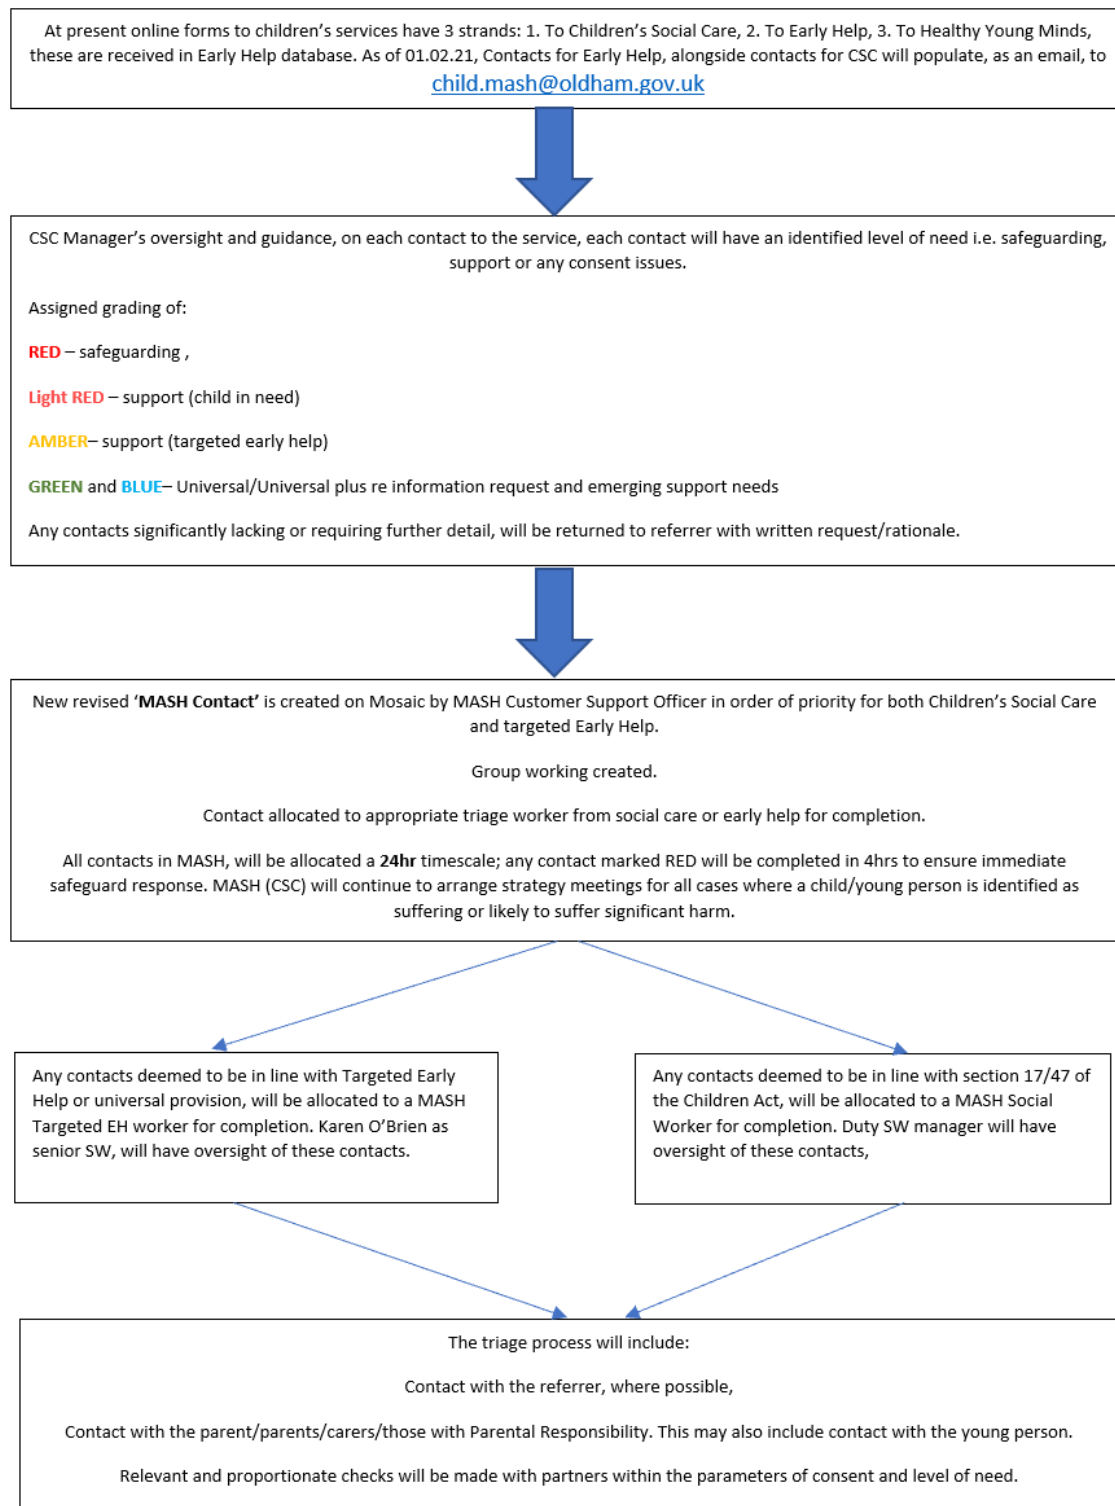 At present online forms to children's services have 3 strands: 1. To Children's Social Care, 2. To Early Help, 3. To Healthy Young Minds,
these are received in Early Help database. As of 01.02.21, Contacts for Early Help, alongside contacts for CSC will populate, as an email, to
child.mash@oldham.gov.uk
CSC Manager's oversight and guidance, on each contact to the service, each contact will have an identified level of need i.e. safeguarding,
support or any consent issues.
Assigned grading of:
RED – safeguarding ,
Light RED – support (child in need)
AMBER– support (targeted early help)
GREEN and BLUE– Universal/Universal plus re information request and emerging support needs
Any contacts significantly lacking or requiring further detail, will be returned to referrer with written request/rationale.
New revised 'MASH Contact' is created on Mosaic by MASH Customer Support Officer in order of priority for both Children's Social Care
and targeted Early Help.
Group working created.
Contact allocated to appropriate triage worker from social care or early help for completion.
All contacts in MASH, will be allocated a 24hr timescale; any contact marked RED will be completed in 4hrs to ensure immediate
safeguard response. MASH (CSC) will continue to arrange strategy meetings for all cases where a child/young person is identified as
suffering or likely to suffer significant harm.
Any contacts deemed to be in line with Targeted Early
Help or universal provision, will be allocated to a MASH
Targeted EH worker for completion. Karen O'Brien as
senior SW, will have oversight of these contacts.
Any contacts deemed to be in line with section 17/47 of
the Children Act, will be allocated to a MASH Social
Worker for completion. Duty SW manager will have
oversight of these contacts,
The triage process will include:
Contact with the referrer, where possible,
Contact with the parent/parents/carers/those with Parental Responsibility. This may also include contact with the young person.
Relevant and proportionate checks will be made with partners within the parameters of consent and level of need.